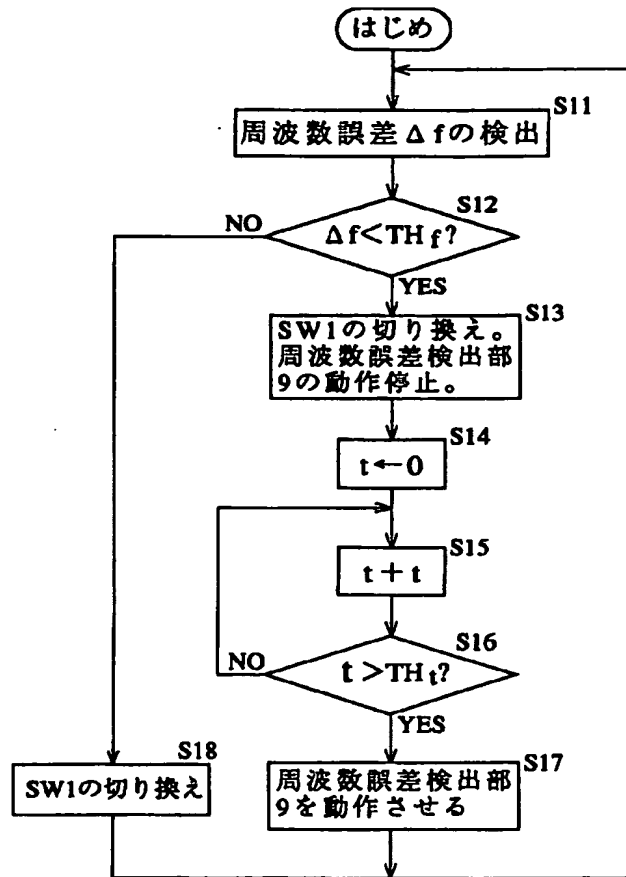 はじめ
S11
周波数誤差Δfの検出
S12
NO
Δf<THf?
YES
S13
SW1の切り換え。
周波数誤差検出部
9の動作停止。
S14
t←0
S15
t+t
S16
NO
t>THt?
YES
S18
SW1の切り換え
S17
周波数誤差検出部
9を動作させる